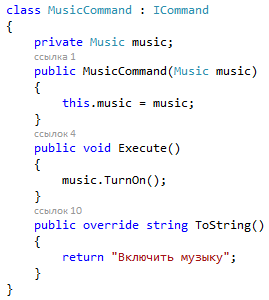 class MusicCommand : ICommand
{
    private Music music;
    ссылка 1
    public MusicCommand(Music music)
    {
        this.music = music;
    }
    ссылок 4
    public void Execute()
    {
        music.TurnOn();
    }
    ссылок 10
    public override string ToString()
    {
        return "Включить музыку";
    }
}